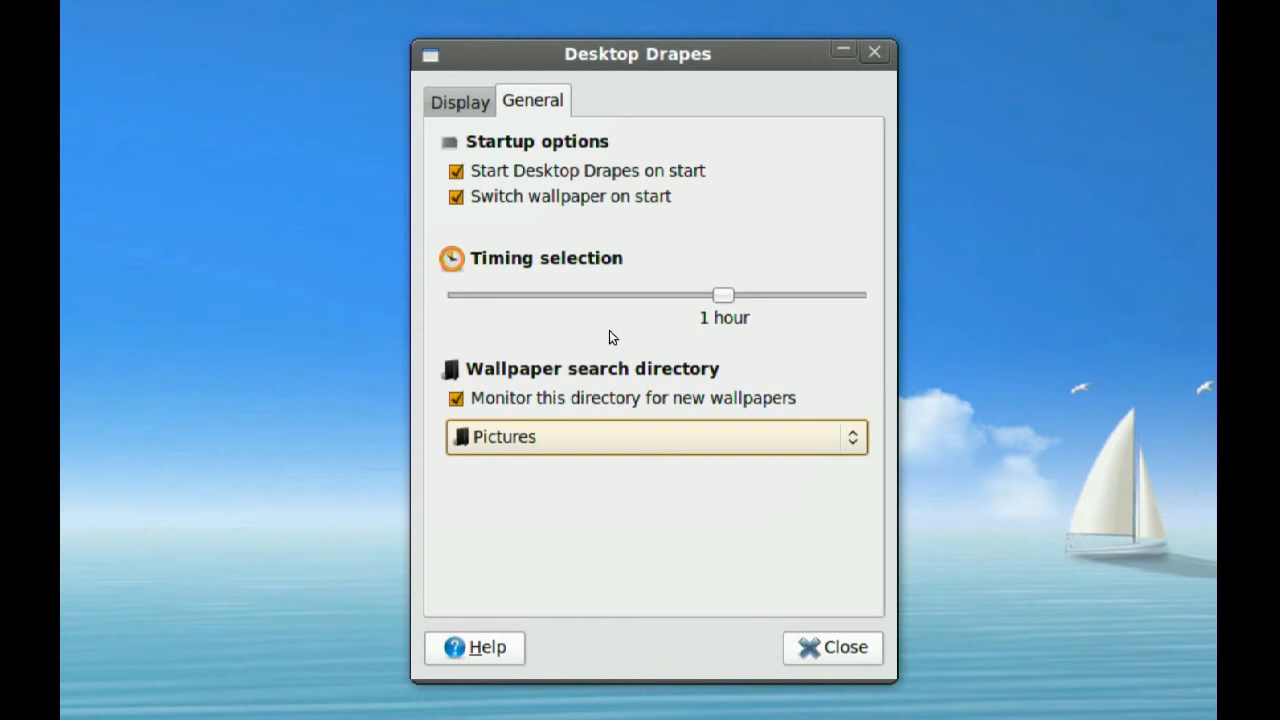 Desktop Drapes
Display
General
Startup options
Start Desktop Drapes on start
Switch wallpaper on start
Timing selection
1 hour
Wallpaper search directory
Monitor this directory for new wallpapers
Pictures
Help
Close